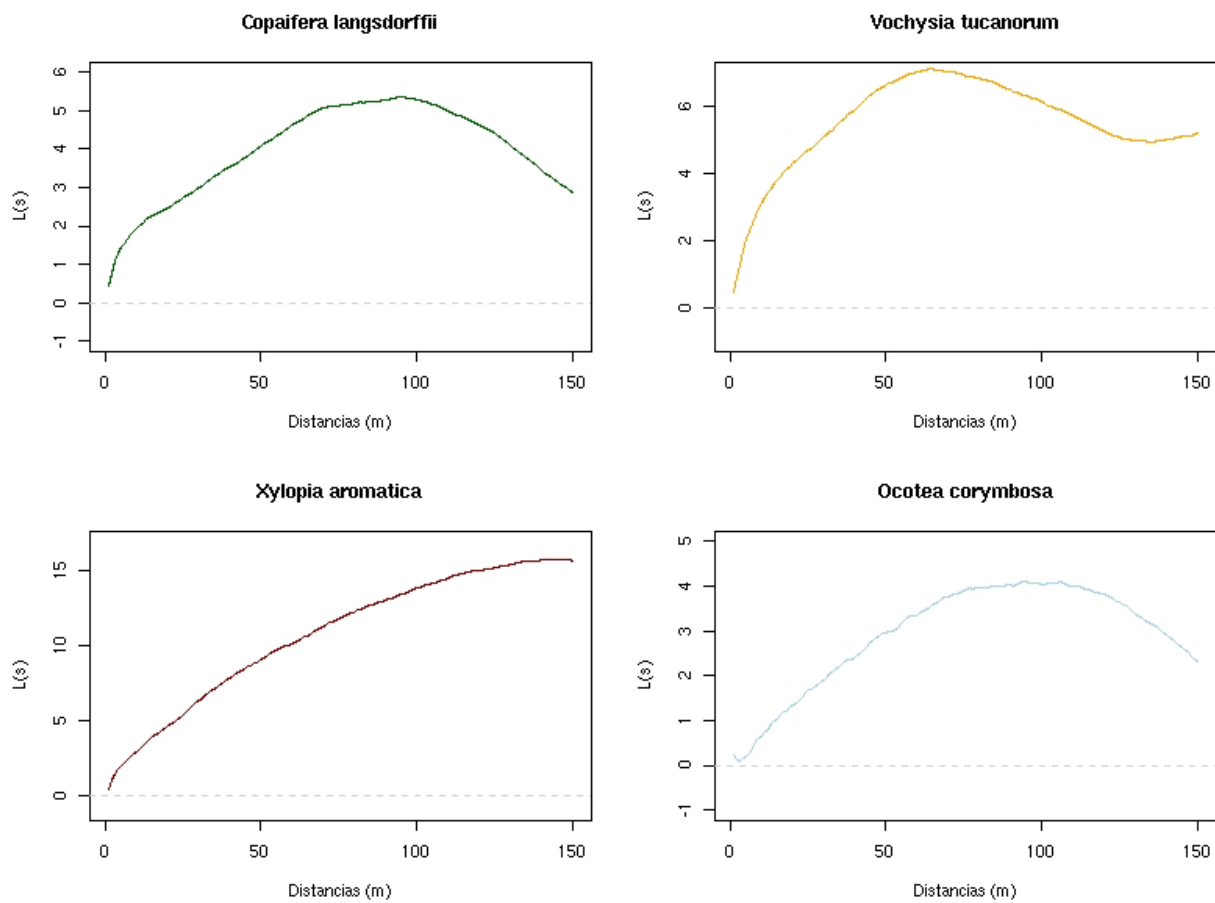 Copaifera langsdorffii
L(s)
6
5
4
3
2
1
0
-1
0 50 100 150
Distancias (m)
Vochysia tucanorum
L(s)
6
4
2
0
0 50 100 150
Distancias (m)
Xylopia aromatica
L(s)
15
10
5
0
0 50 100 150
Distancias (m)
Ocotea corymbosa
L(s)
5
4
3
2
1
0
-1
0 50 100 150
Distancias (m)